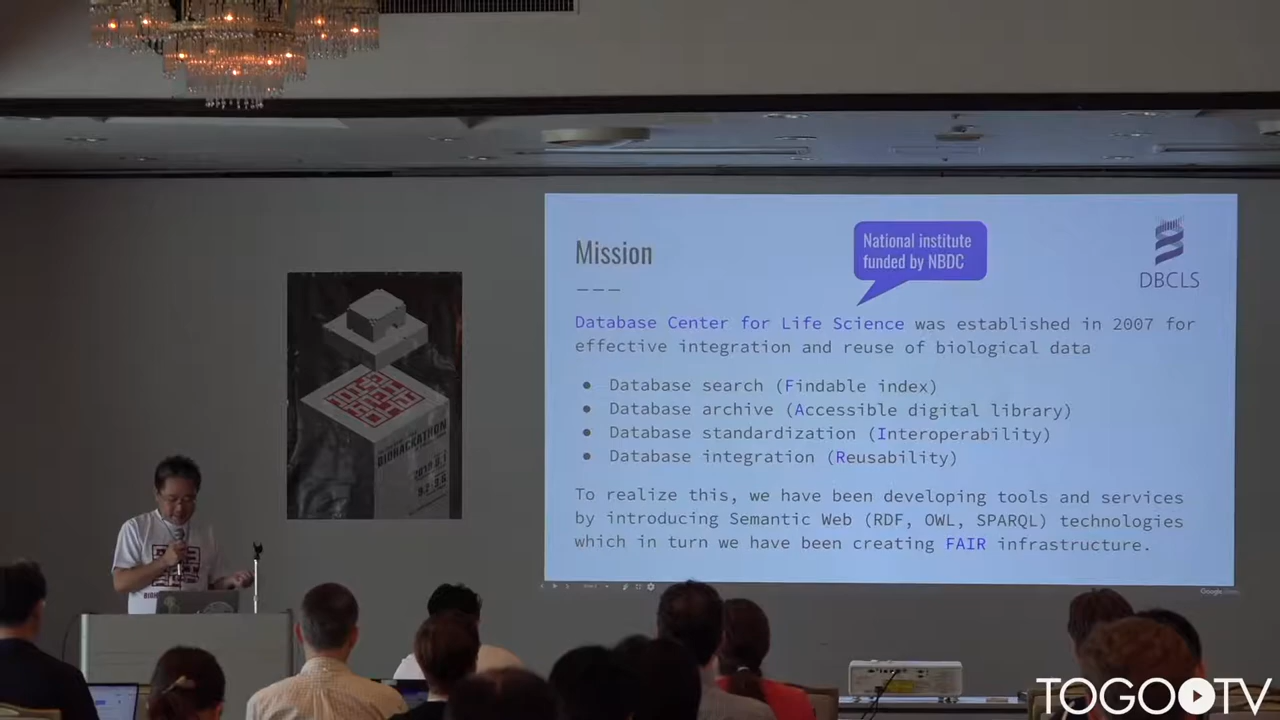 National institute
funded by NBDC
Mission
DBCLS
Database Center for Life Science was established in 2007 for
effective integration and reuse of biological data
• Database search (Findable index)
• Database archive (Accessible digital library)
• Database standardization (Interoperability)
• Database integration (Reusability)
To realize this, we have been developing tools and services
by introducing Semantic Web (RDF, OWL, SPARQL) technologies
which in turn we have been creating FAIR infrastructure.
BIOHACKATHON
TOGOTV